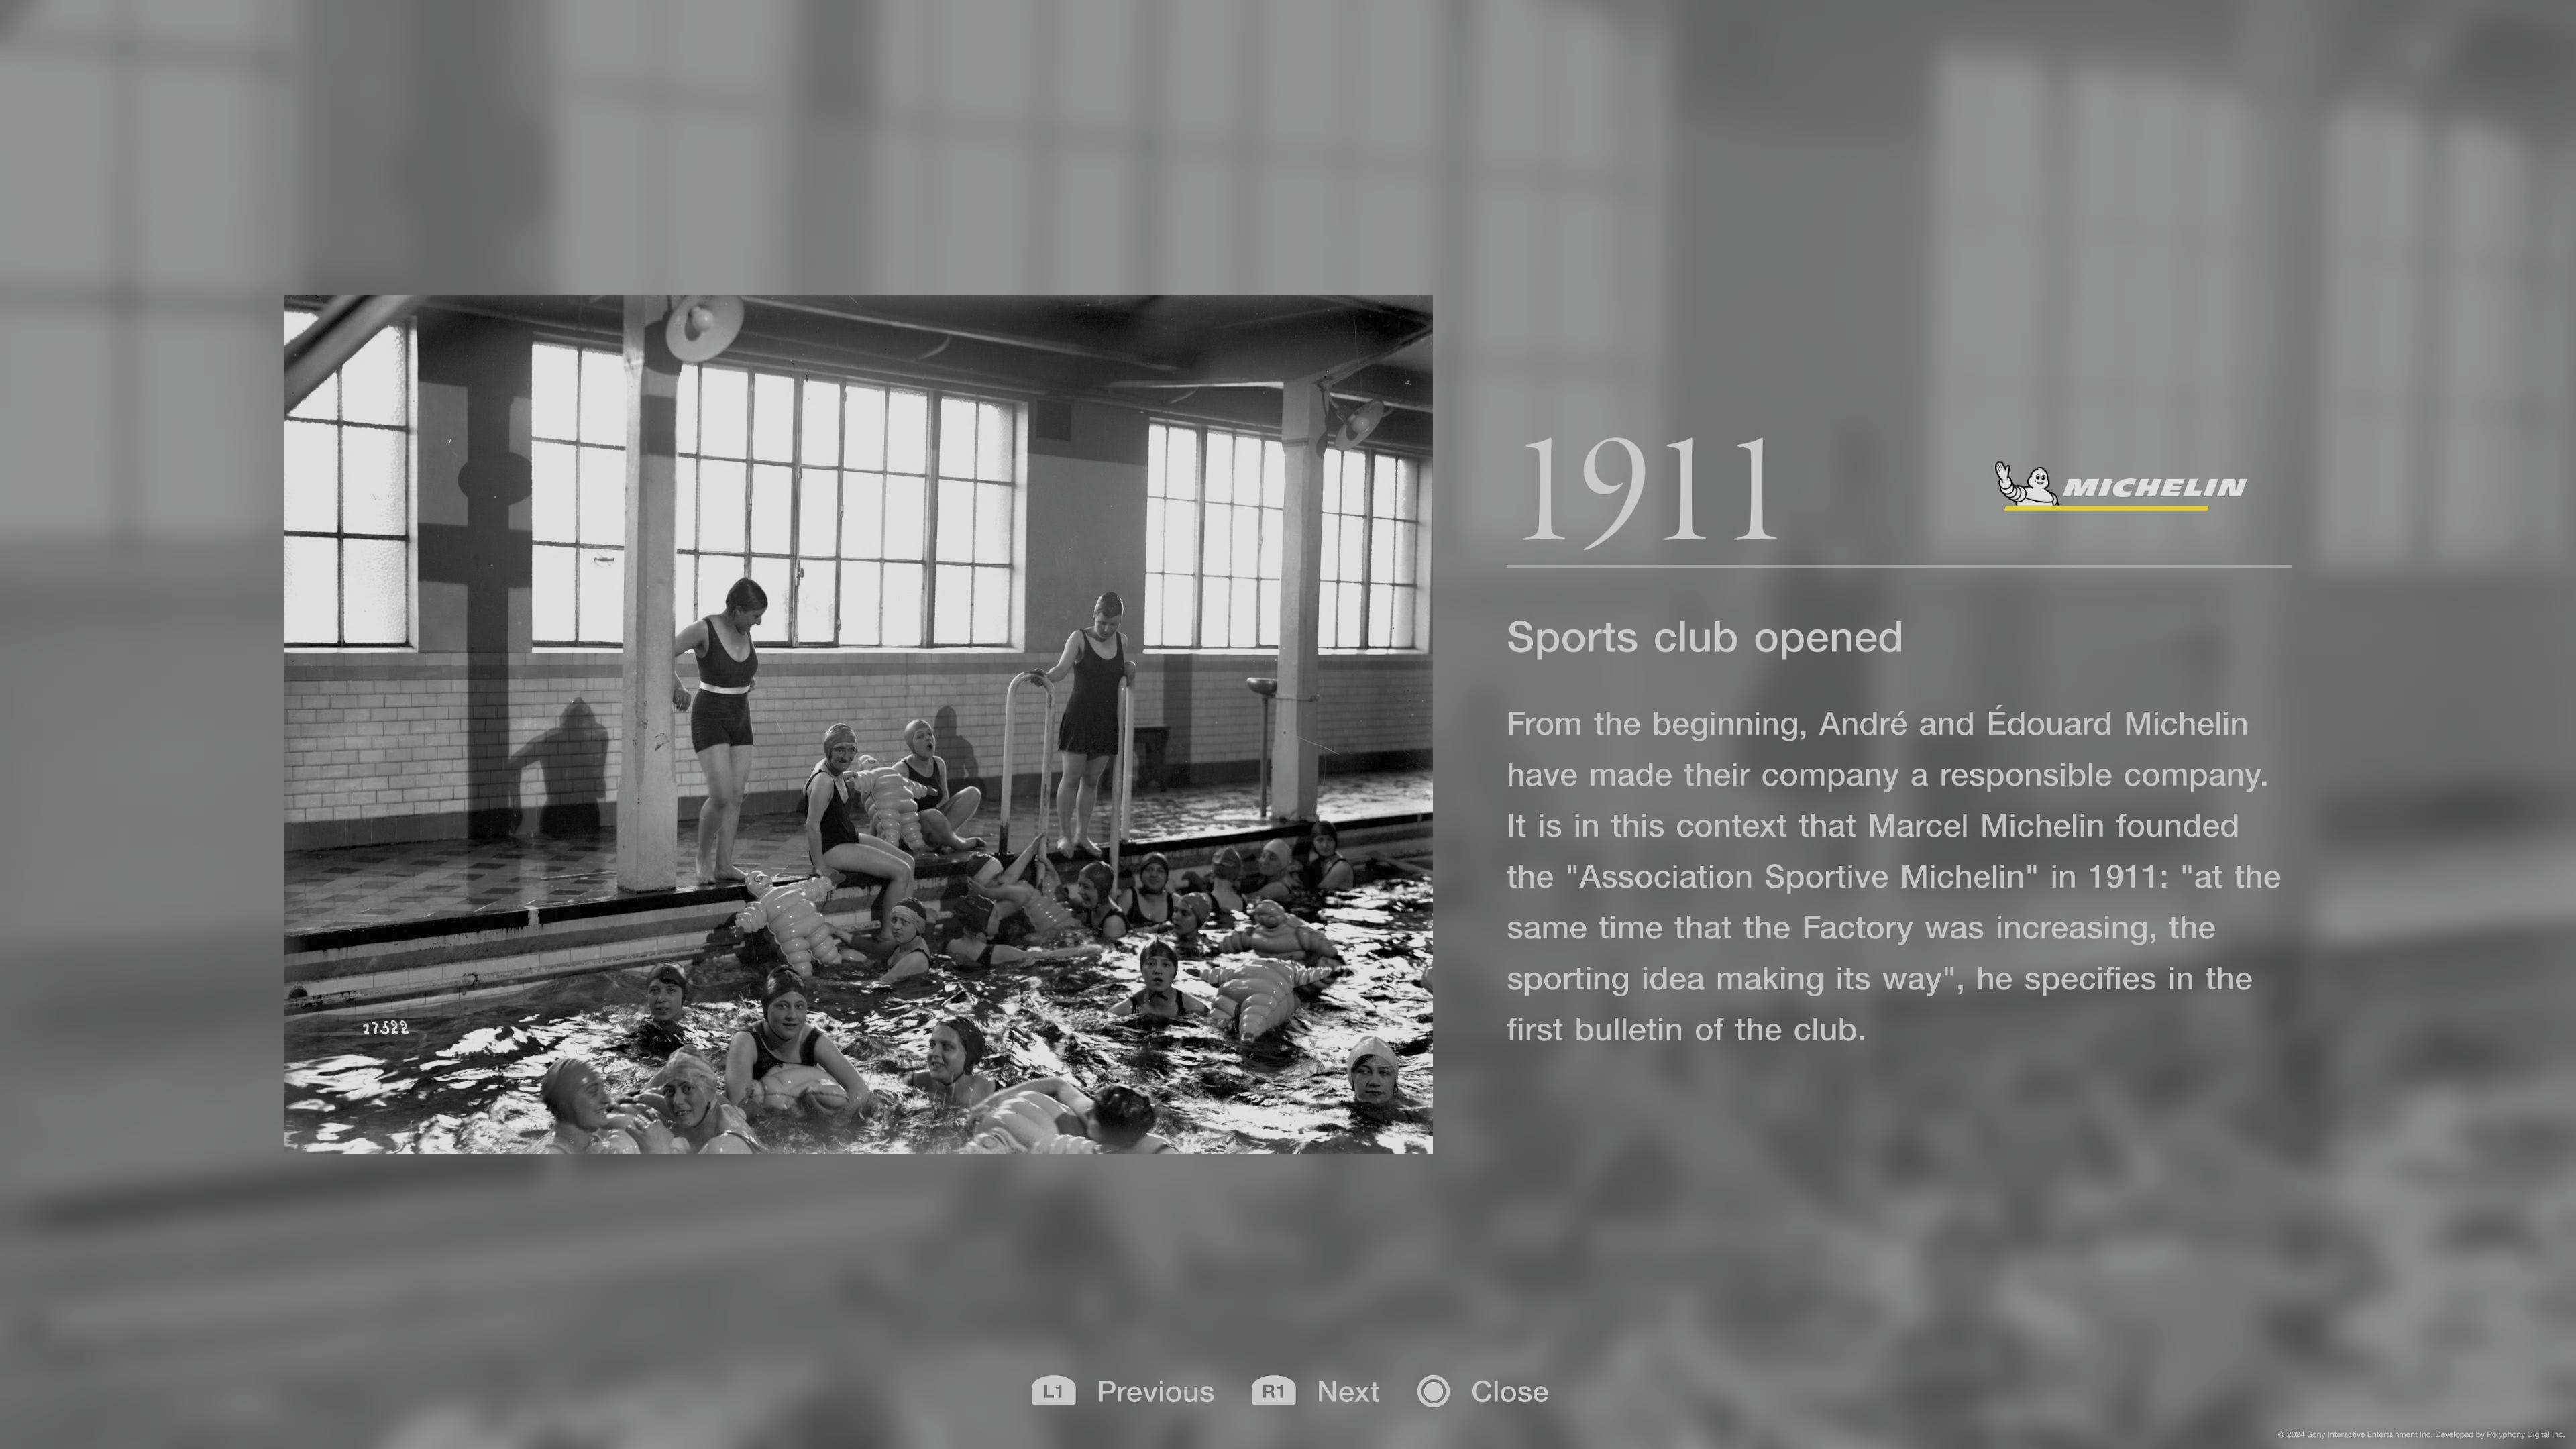 1911
MICHELIN
Sports club opened
From the beginning, André and Édouard Michelin
have made their company a responsible company.
It is in this context that Marcel Michelin founded
the "Association Sportive Michelin" in 1911: "at the
same time that the Factory was increasing, the
sporting idea making its way", he specifies in the
first bulletin of the club.
17.522
L1 Previous R1 Next Close
© 2024 Sony Interactive Entertainment Inc. Developed by Polyphony Digital Inc.